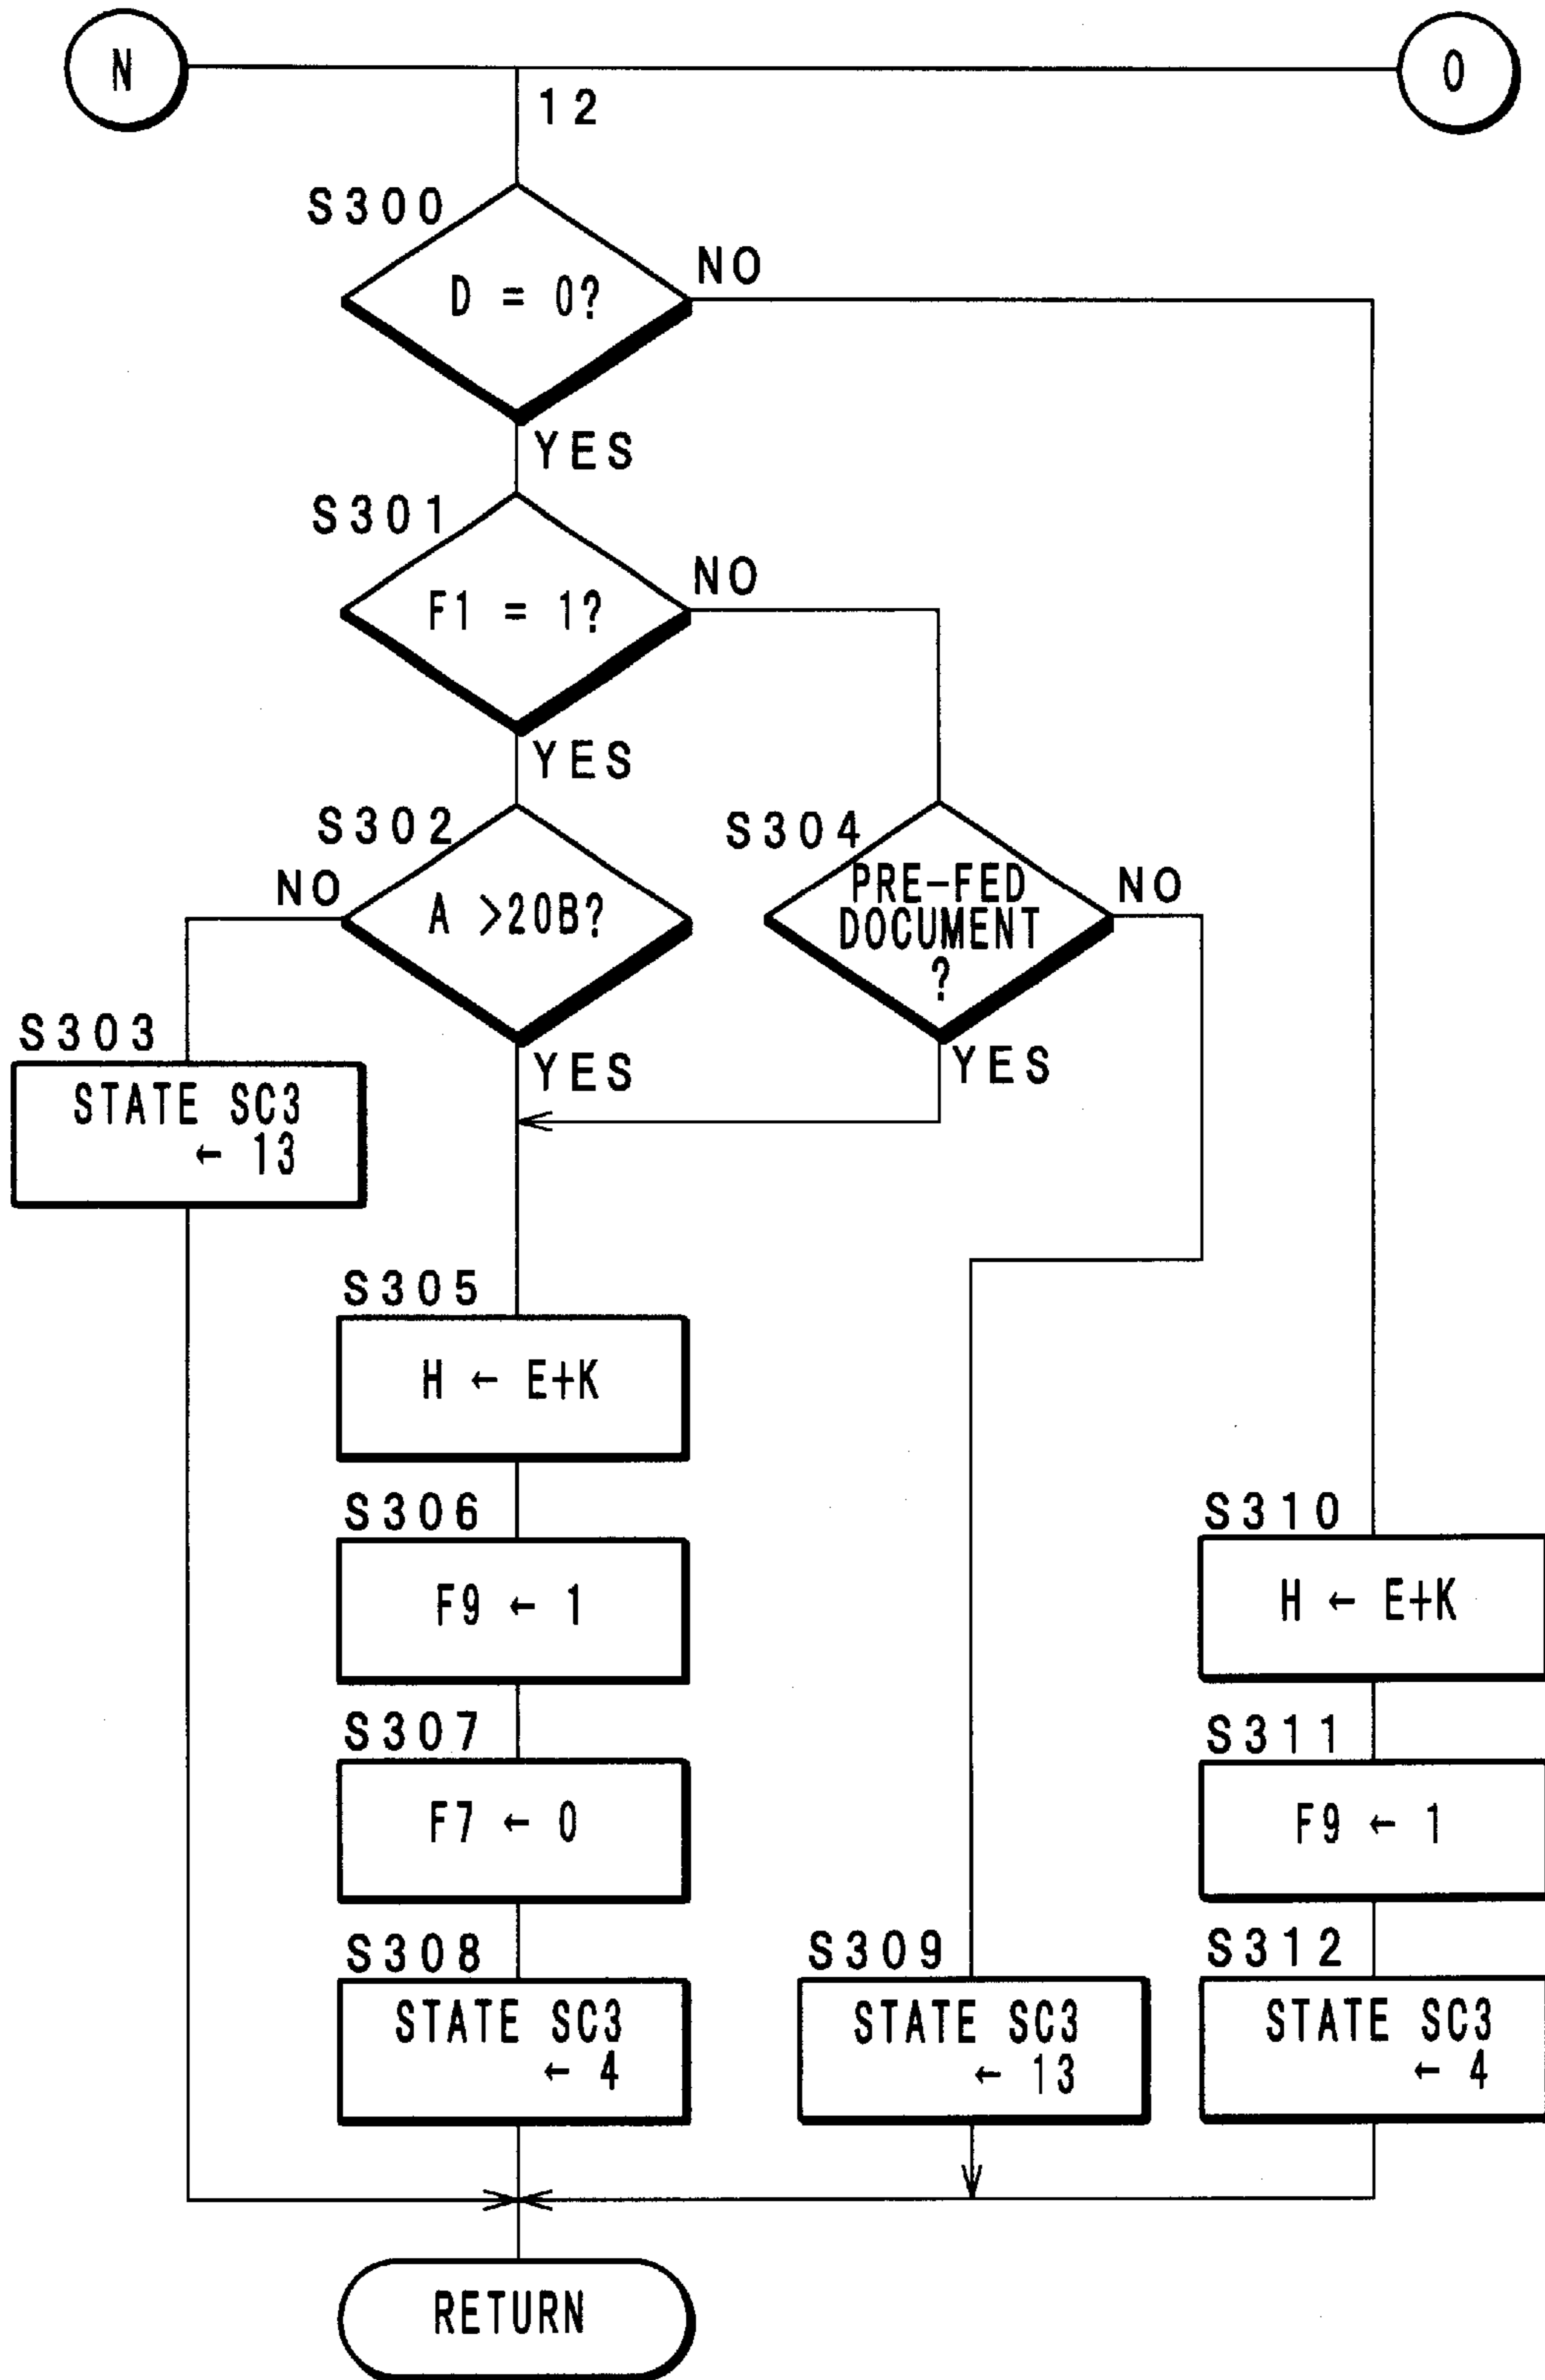 N
O
12
S300
D = 0?
NO
YES
S301
F1 = 1?
NO
YES
S302
NO
A >20B?
YES
S304
PRE-FED
DOCUMENT
?
NO
YES
S303
STATE SC3
← 13
S305
H ← E+K
S306
F9 ← 1
S307
F7 ← 0
S308
STATE SC3
← 4
S309
STATE SC3
← 13
S310
H ← E+K
S311
F9 ← 1
S312
STATE SC3
← 4
RETURN